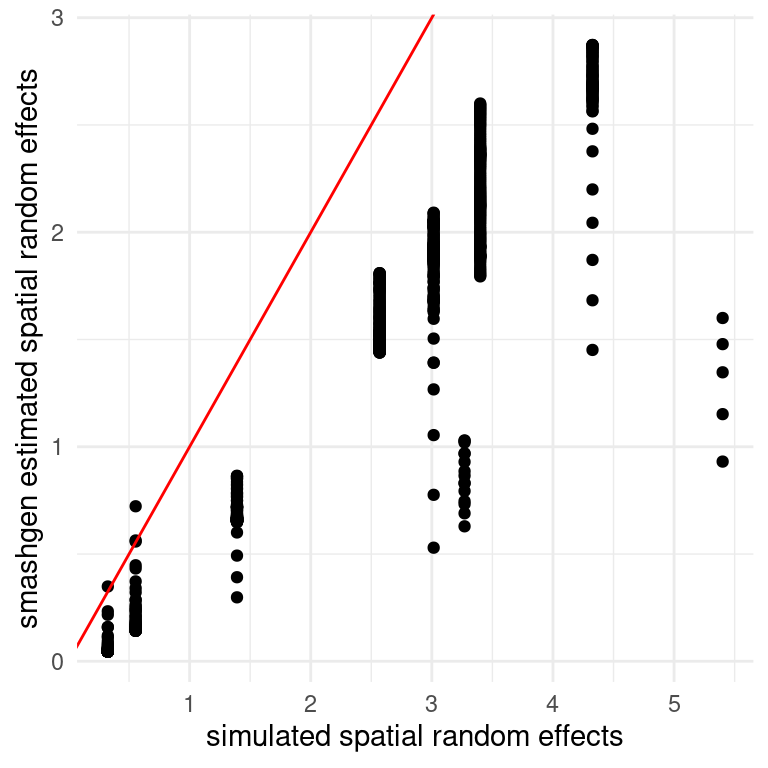 3
2
1
0
smashgen estimated spatial random effects
1 2 3 4 5
simulated spatial random effects